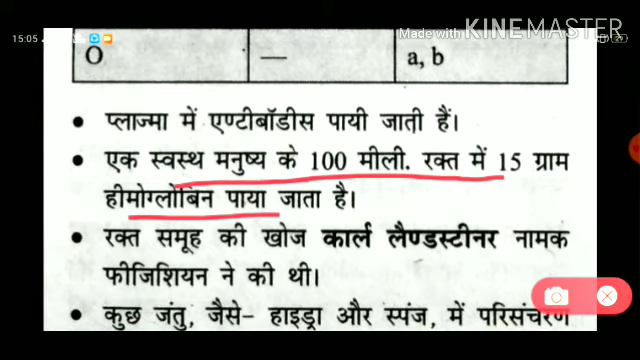 Made with KINEMASTER
15:05
29
O — a, b
• प्लाज्मा में एण्टीबॉडीस पायी जाती हैं।
• एक स्वस्थ मनुष्य के 100 मीली. रक्त में 15 ग्राम
हीमोग्लोबिन पाया जाता है।
• रक्त समूह की खोज कार्ल लैण्डस्टीनर नामक
फीजिशियन ने की थी।
• कुछ जंतु, जैसे- हाइड्रा और स्पंज, में परिसंचरण